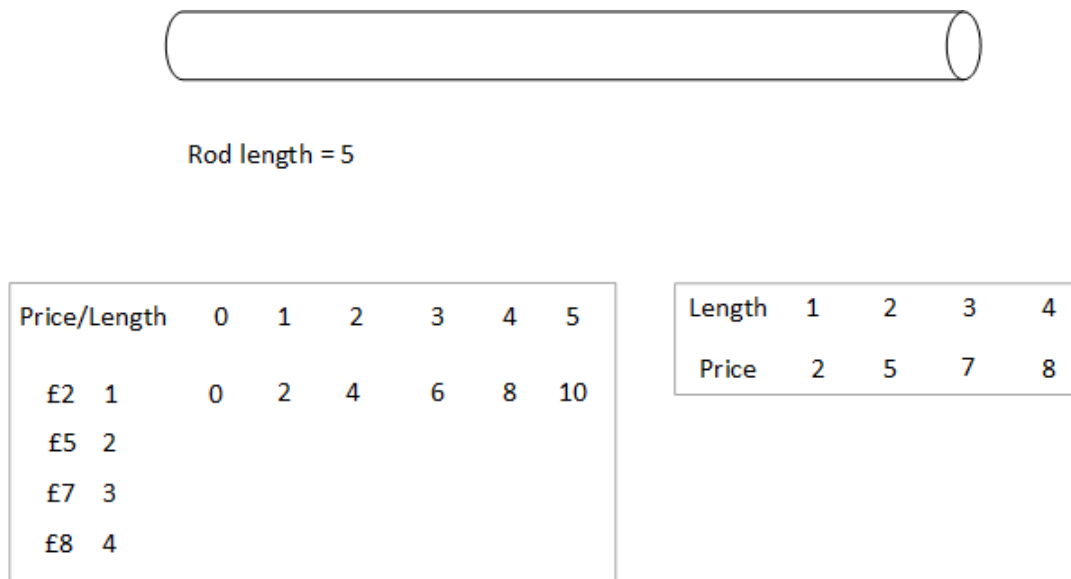 Rod length = 5
Price/Length 0 1 2 3 4 5
£2 1 0 2 4 6 8 10
£5 2
£7 3
£8 4
Length 1 2 3 4
Price 2 5 7 8